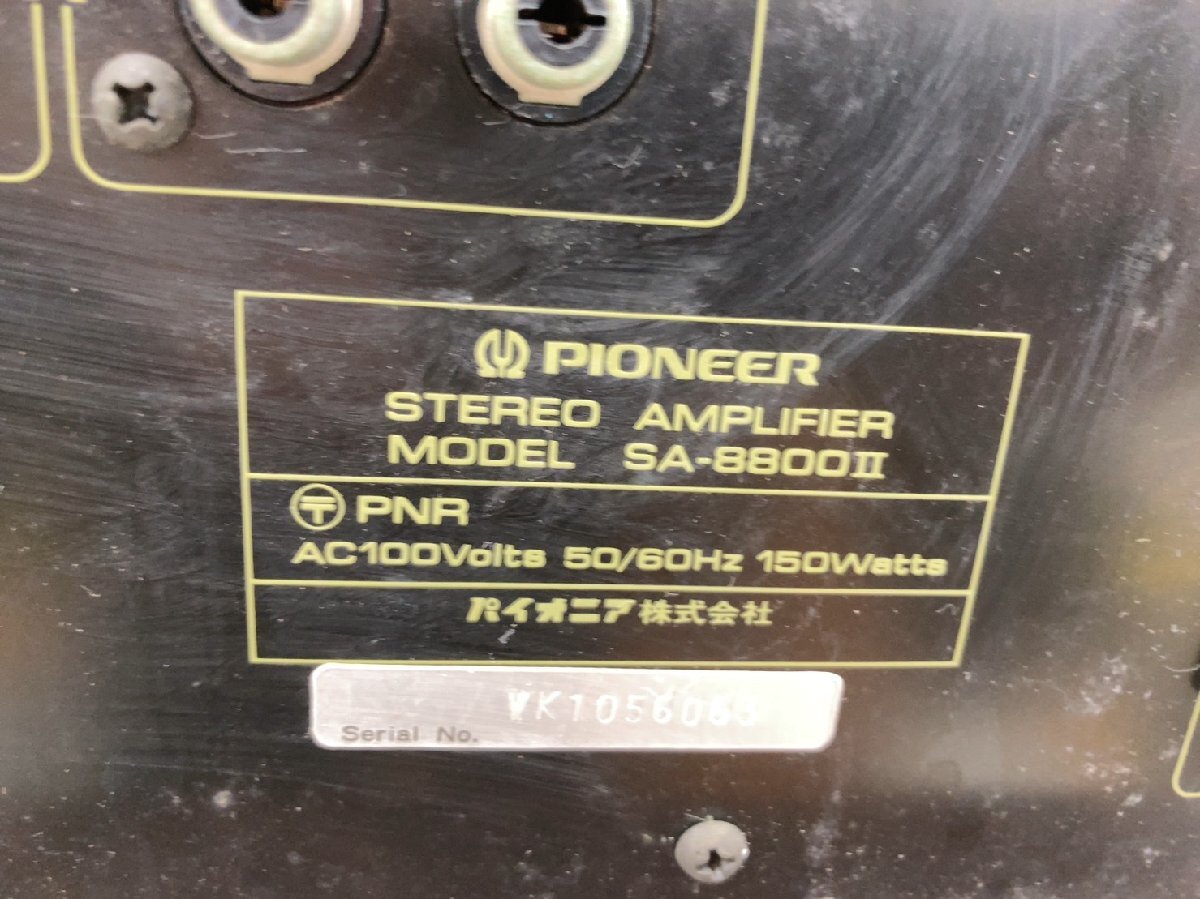 PIONEER
STEREO AMPLIFIER
MODEL SA-8800II
〒 PNR
AC100Volts 50/60Hz 150Watts
パイオニア株式会社
Serial No.